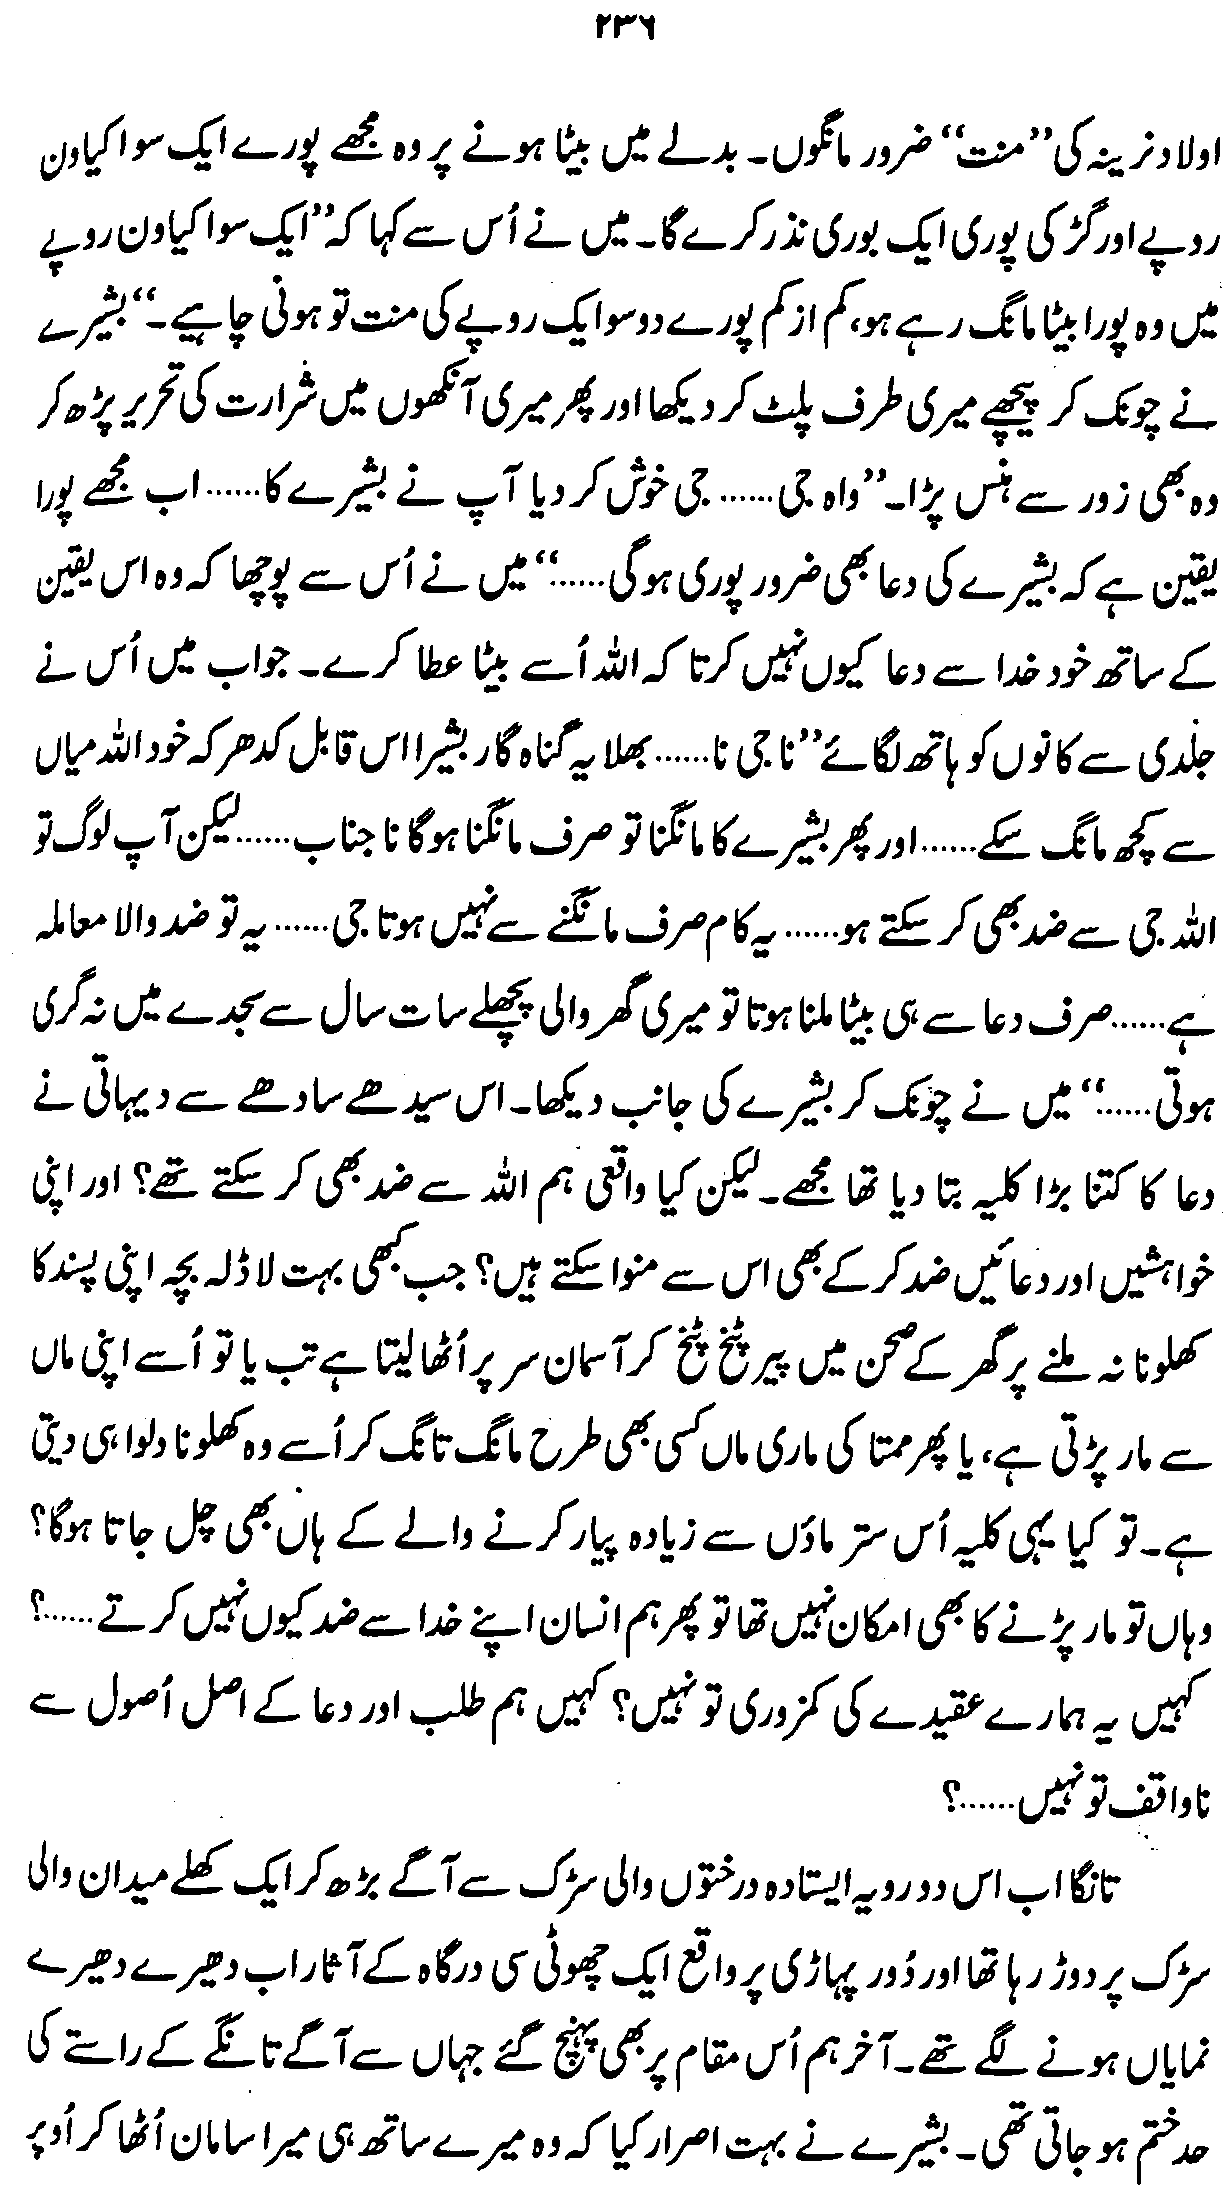 ۲۳۶
اولاد نرینہ کی ”منت“ ضرور مانگوں۔ بدلے میں بیٹا ہونے پر وہ مجھے پورے ایک سو اکیاون
روپے اور گڑ کی پوری ایک بوری نذر کرے گا۔ میں نے اُس سے کہا کہ ”ایک سو اکیاون روپے
میں وہ پورا بیٹا مانگ رہے ہو، کم از کم پورے دو سو ایک روپے کی منت تو ہونی چاہیے۔“ بشیرے
نے چونک کر پیچھے میری طرف پلٹ کر دیکھا اور پھر میری آنکھوں میں شرارت کی تحریر پڑھ کر
وہ بھی زور سے ہنس پڑا۔ ”واہ جی...... جی خوش کر دیا آپ نے بشیرے کا...... اب مجھے پورا
یقین ہے کہ بشیرے کی دعا بھی ضرور پوری ہوگی......“ میں نے اُس سے پوچھا کہ وہ اس یقین
کے ساتھ خود خدا سے دعا کیوں نہیں کرتا کہ اللہ اُسے بیٹا عطا کرے۔ جواب میں اُس نے
جلدی سے کانوں کو ہاتھ لگائے ”نا جی نا...... بھلا یہ گناہ گار بشیرا اس قابل کدھر کہ خود اللہ میاں
سے کچھ مانگ سکے...... اور پھر بشیرے کا مانگنا تو صرف مانگنا ہوگا نا جناب...... لیکن آپ لوگ تو
اللہ جی سے ضد بھی کر سکتے ہو...... یہ کام صرف مانگنے سے نہیں ہوتا جی...... یہ تو ضد والا معاملہ
ہے...... صرف دعا سے ہی بیٹا ملنا ہوتا تو میری گھر والی پچھلے سات سال سے سجدے میں نہ گری
ہوتی......“ میں نے چونک کر بشیرے کی جانب دیکھا۔ اس سیدھے سادھے سے دیہاتی نے
دعا کا کتنا بڑا کلیہ بتا دیا تھا مجھے۔ لیکن کیا واقعی ہم اللہ سے ضد بھی کر سکتے تھے؟ اور اپنی
خواہشیں اور دعائیں ضد کر کے بھی اس سے منوا سکتے ہیں؟ جب کبھی بہت لاڈلہ بچہ اپنی پسند کا
کھلونا نہ ملنے پر گھر کے صحن میں پیر پٹخ پٹخ کر آسمان سر پر اُٹھا لیتا ہے تب یا تو اُسے اپنی ماں
سے مار پڑتی ہے، یا پھر ممتا کی ماری ماں کسی بھی طرح مانگ تانگ کر اُسے وہ کھلونا دلوا ہی دیتی
ہے۔ تو کیا یہی کلیہ اُس ستر ماؤں سے زیادہ پیار کرنے والے کے ہاں بھی چل جاتا ہوگا؟
وہاں تو مار پڑنے کا بھی امکان نہیں تھا تو پھر ہم انسان اپنے خدا سے ضد کیوں نہیں کرتے......؟
کہیں یہ ہمارے عقیدے کی کمزوری تو نہیں؟ کہیں ہم طلب اور دعا کے اصل اُصول سے
ناواقف تو نہیں......؟
تانگا اب اس دو رویہ ایستادہ درختوں والی سڑک سے آگے بڑھ کر ایک کھلے میدان والی
سڑک پر دوڑ رہا تھا اور دُور پہاڑی پر واقع ایک چھوٹی سی درگاہ کے آثار اب دھیرے دھیرے
نمایاں ہونے لگے تھے۔ آخر ہم اُس مقام پر بھی پہنچ گئے جہاں سے آگے تانگے کے راستے کی
حد ختم ہو جاتی تھی۔ بشیرے نے بہت اصرار کیا کہ وہ میرے ساتھ ہی میرا سامان اُٹھا کر اُوپر